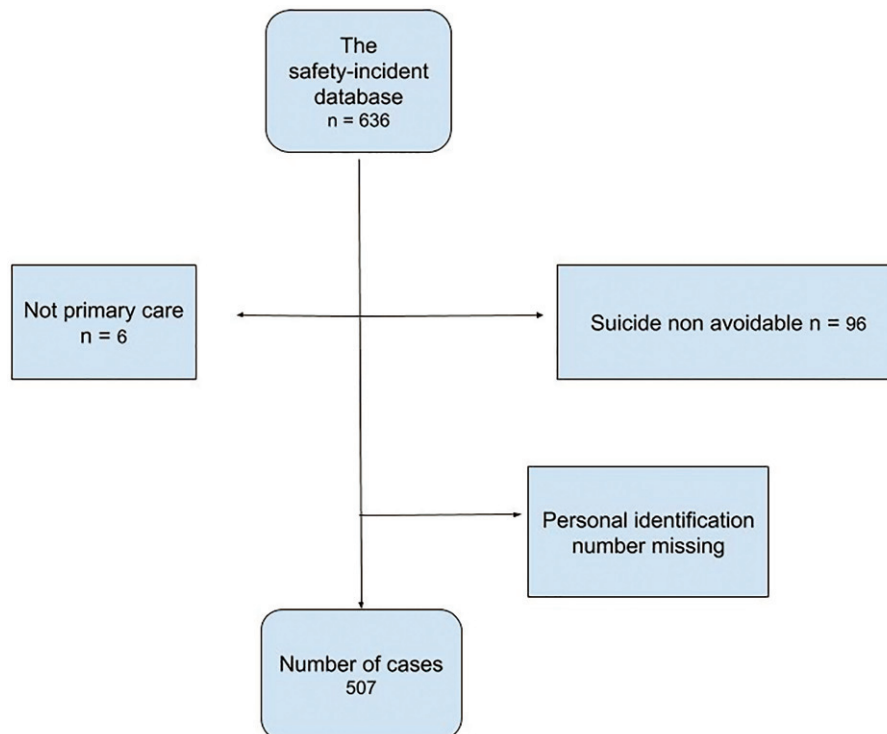 The
safety-incident
database
n = 636
Not primary care
n = 6
Suicide non avoidable n = 96
Personal identification
number missing
Number of cases
507